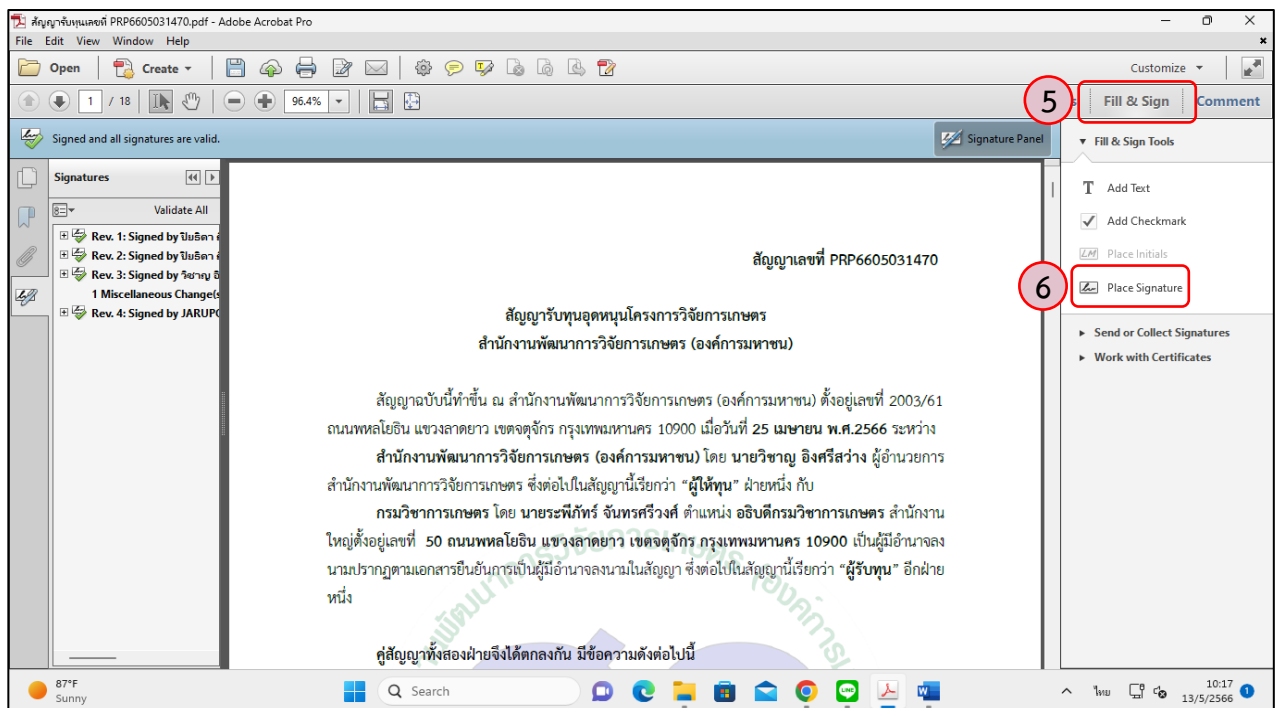 สัญญารับทุนเลขที่ PRP6605031470.pdf - Adobe Acrobat Pro
File Edit View Window Help
Open Create Customize
1 / 18 96.4% 5 Fill & Sign Comment
Signed and all signatures are valid. Signature Panel
Signatures
Validate All
Rev. 1: Signed by ปิยธิดา
Rev. 2: Signed by ปิยธิดา
Rev. 3: Signed by วิชาญ
1 Miscellaneous Change(s
Rev. 4: Signed by JARUP
สัญญาเลขที่ PRP6605031470
สัญญารับทุนอุดหนุนโครงการวิจัยการเกษตร
สำนักงานพัฒนาการวิจัยการเกษตร (องค์การมหาชน)
สัญญาฉบับนี้ทำขึ้น ณ สำนักงานพัฒนาการวิจัยการเกษตร (องค์การมหาชน) ตั้งอยู่เลขที่ 2003/61
ถนนพหลโยธิน แขวงลาดยาว เขตจตุจักร กรุงเทพมหานคร 10900 เมื่อวันที่ 25 เมษายน พ.ศ.2566 ระหว่าง
สำนักงานพัฒนาการวิจัยการเกษตร (องค์การมหาชน) โดย นายวิชาญ อิงศรีสว่าง ผู้อำนวยการ
สำนักงานพัฒนาการวิจัยการเกษตร ซึ่งต่อไปในสัญญานี้เรียกว่า “ผู้ให้ทุน” ฝ่ายหนึ่ง กับ
กรมวิชาการเกษตร โดย นายระพีภัทร์ จันทรศรีวงศ์ ตำแหน่ง อธิบดีกรมวิชาการเกษตร สำนักงาน
ใหญ่ตั้งอยู่เลขที่ 50 ถนนพหลโยธิน แขวงลาดยาว เขตจตุจักร กรุงเทพมหานคร 10900 เป็นผู้มีอำนาจลง
นามปรากฏตามเอกสารยืนยันการเป็นผู้มีอำนาจลงนามในสัญญา ซึ่งต่อไปในสัญญานี้เรียกว่า “ผู้รับทุน” อีกฝ่าย
หนึ่ง
คู่สัญญาทั้งสองฝ่ายจึงได้ตกลงกัน มีข้อความดังต่อไปนี้
Fill & Sign Tools
T Add Text
Add Checkmark
LM Place Initials
6 Place Signature
Send or Collect Signatures
Work with Certificates
87°F
Sunny
Search
LINE
W
ไทย
10:17
13/5/2566
1